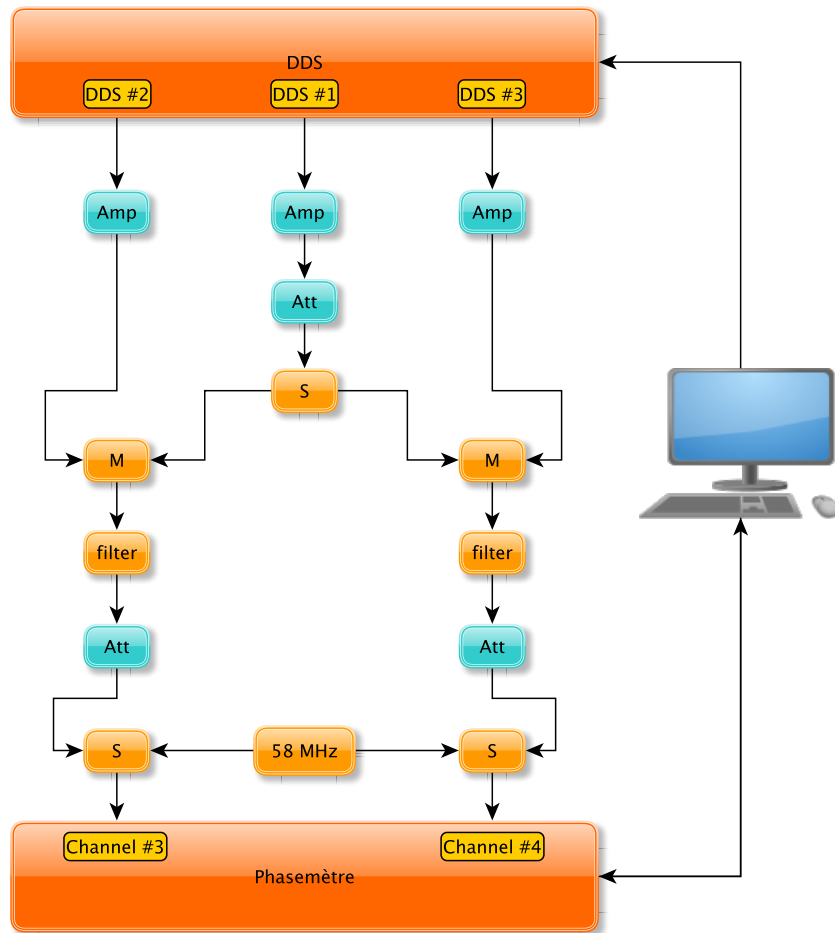 DDS
DDS #2
DDS #1
DDS #3
Amp
Amp
Amp
Att
S
M
M
filter
filter
Att
Att
S
58 MHz
S
Channel #3
Channel #4
Phasemètre